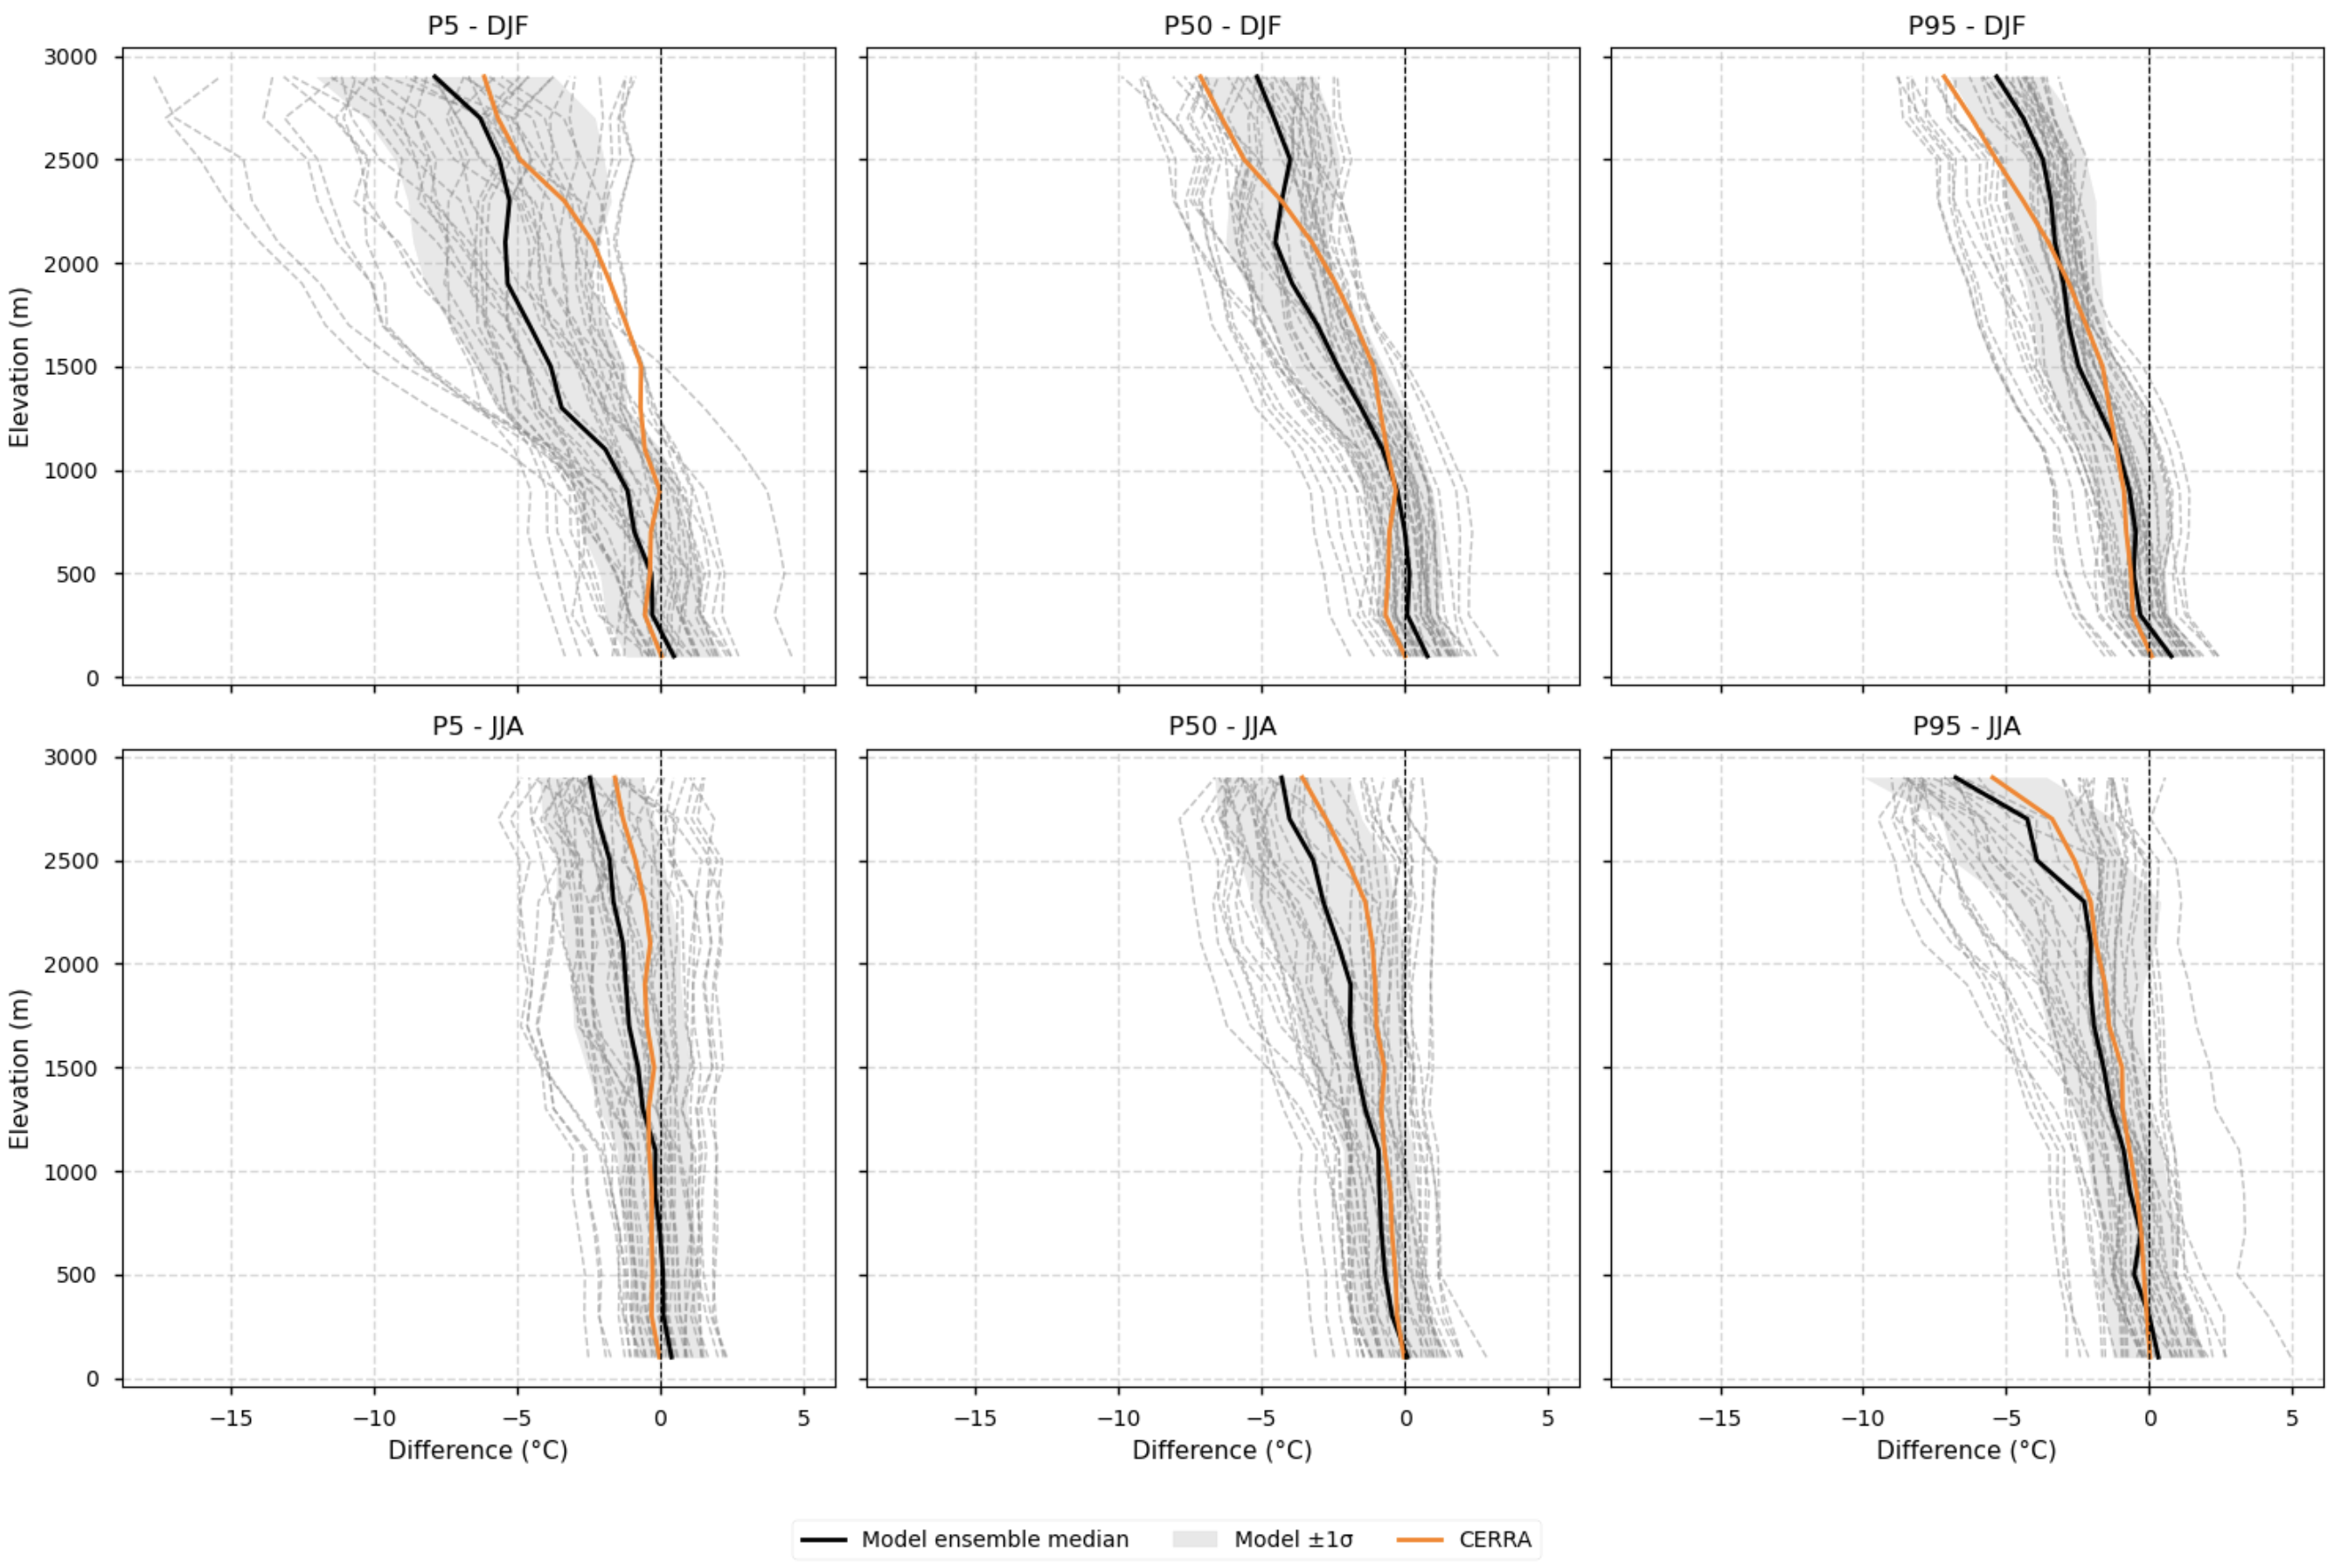 P5 - DJF
P50 - DJF
P95 - DJF
3000
2500
2000
1500
1000
500
0
Elevation (m)
P5 - JJA
P50 - JJA
P95 - JJA
3000
2500
2000
1500
1000
500
0
Elevation (m)
−15 −10 −5 0 5
−15 −10 −5 0 5
−15 −10 −5 0 5
Difference (°C)
Difference (°C)
Difference (°C)
Model ensemble median
Model ±1σ
CERRA